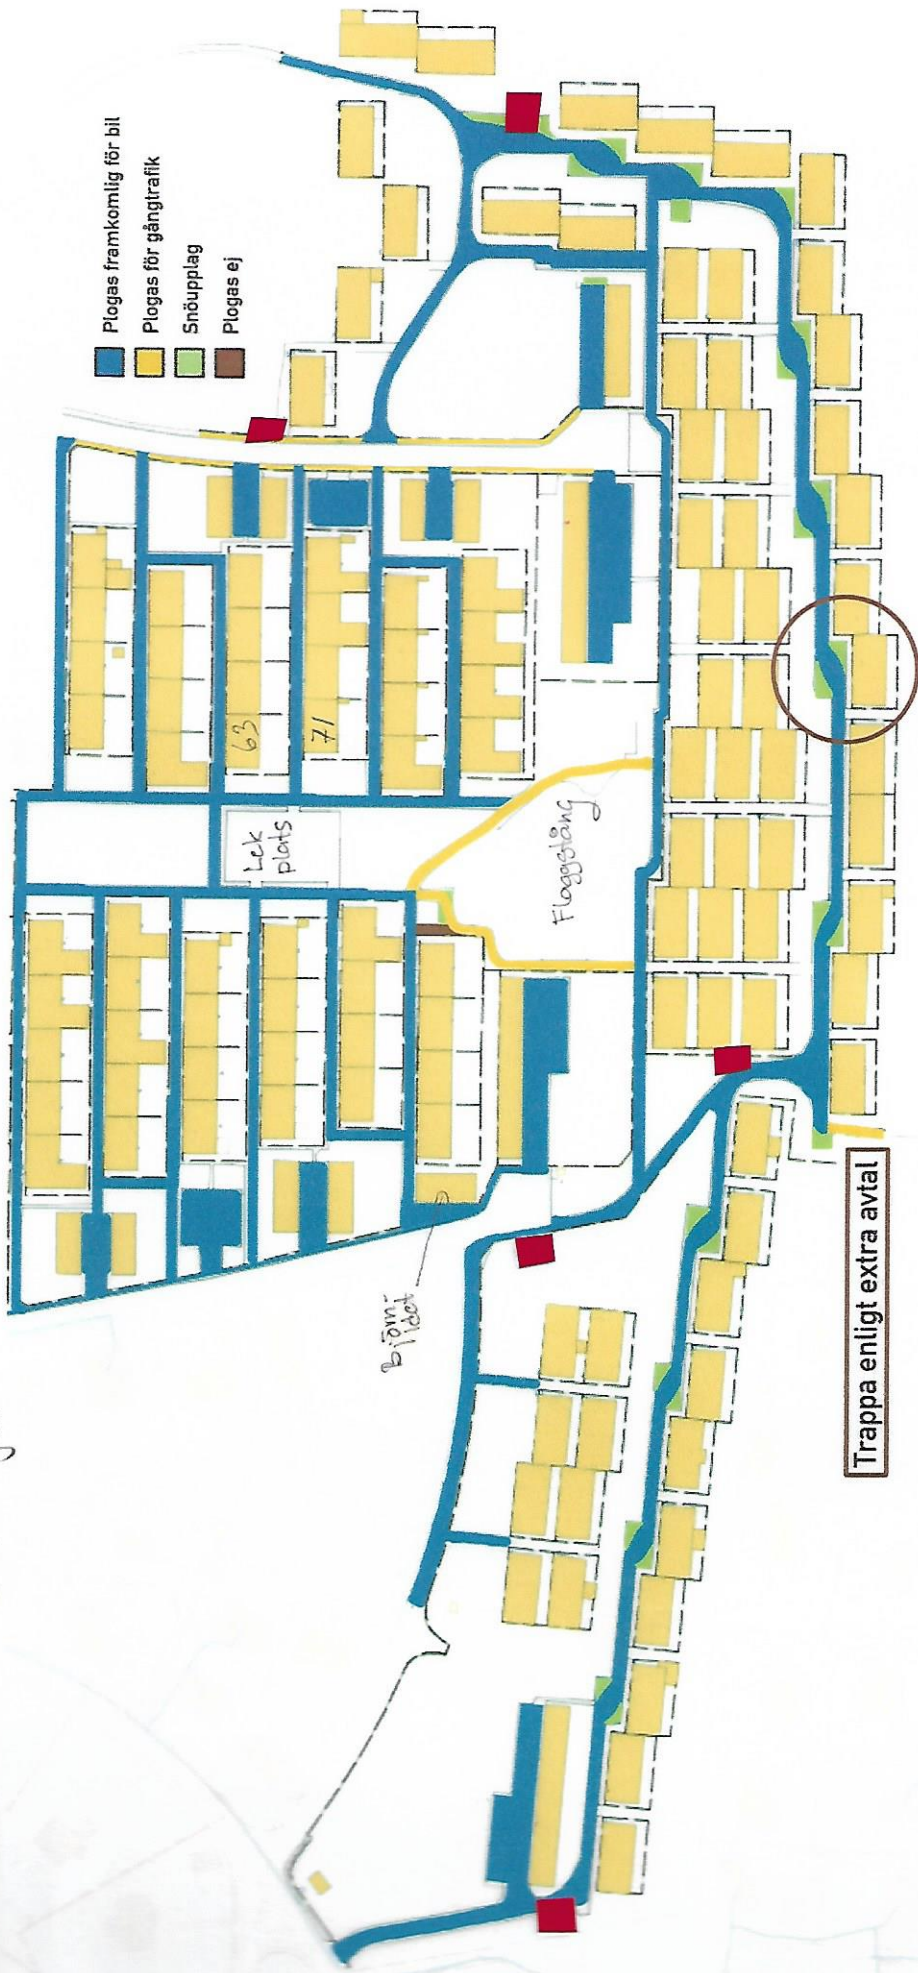 Plogas framkomlig för bil
Plogas för gångtrafik
Snöupplag
Plogas ej
63
71
Lek
plats
Flaggstång
Björn-
idet
Trappa enligt extra avtal